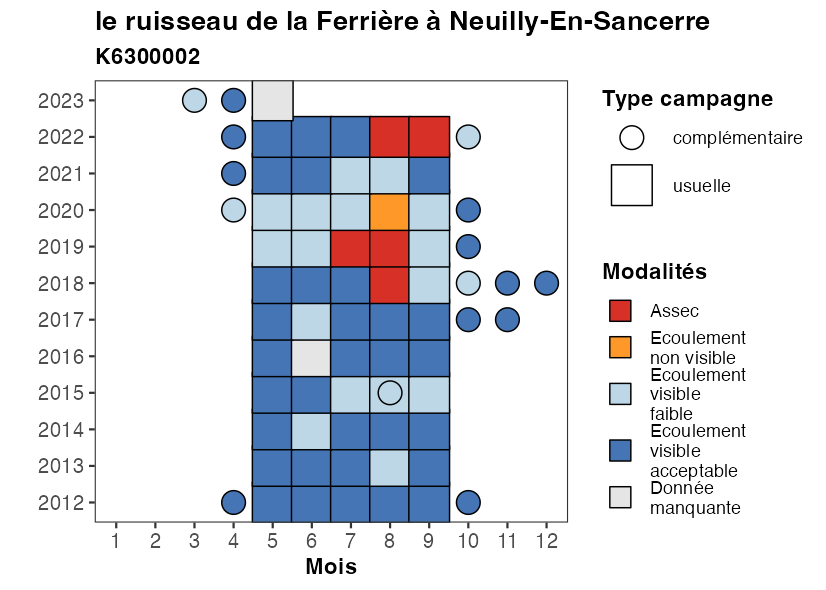 le ruisseau de la Ferrière à Neuilly-En-Sancerre
K6300002
2023
2022
2021
2020
2019
2018
2017
2016
2015
2014
2013
2012
1 2 3 4 5 6 7 8 9 10 11 12
Mois
Type campagne
complémentaire
usuelle
Modalités
Assec
Ecoulement
non visible
Ecoulement
visible
faible
Ecoulement
visible
acceptable
Donnée
manquante